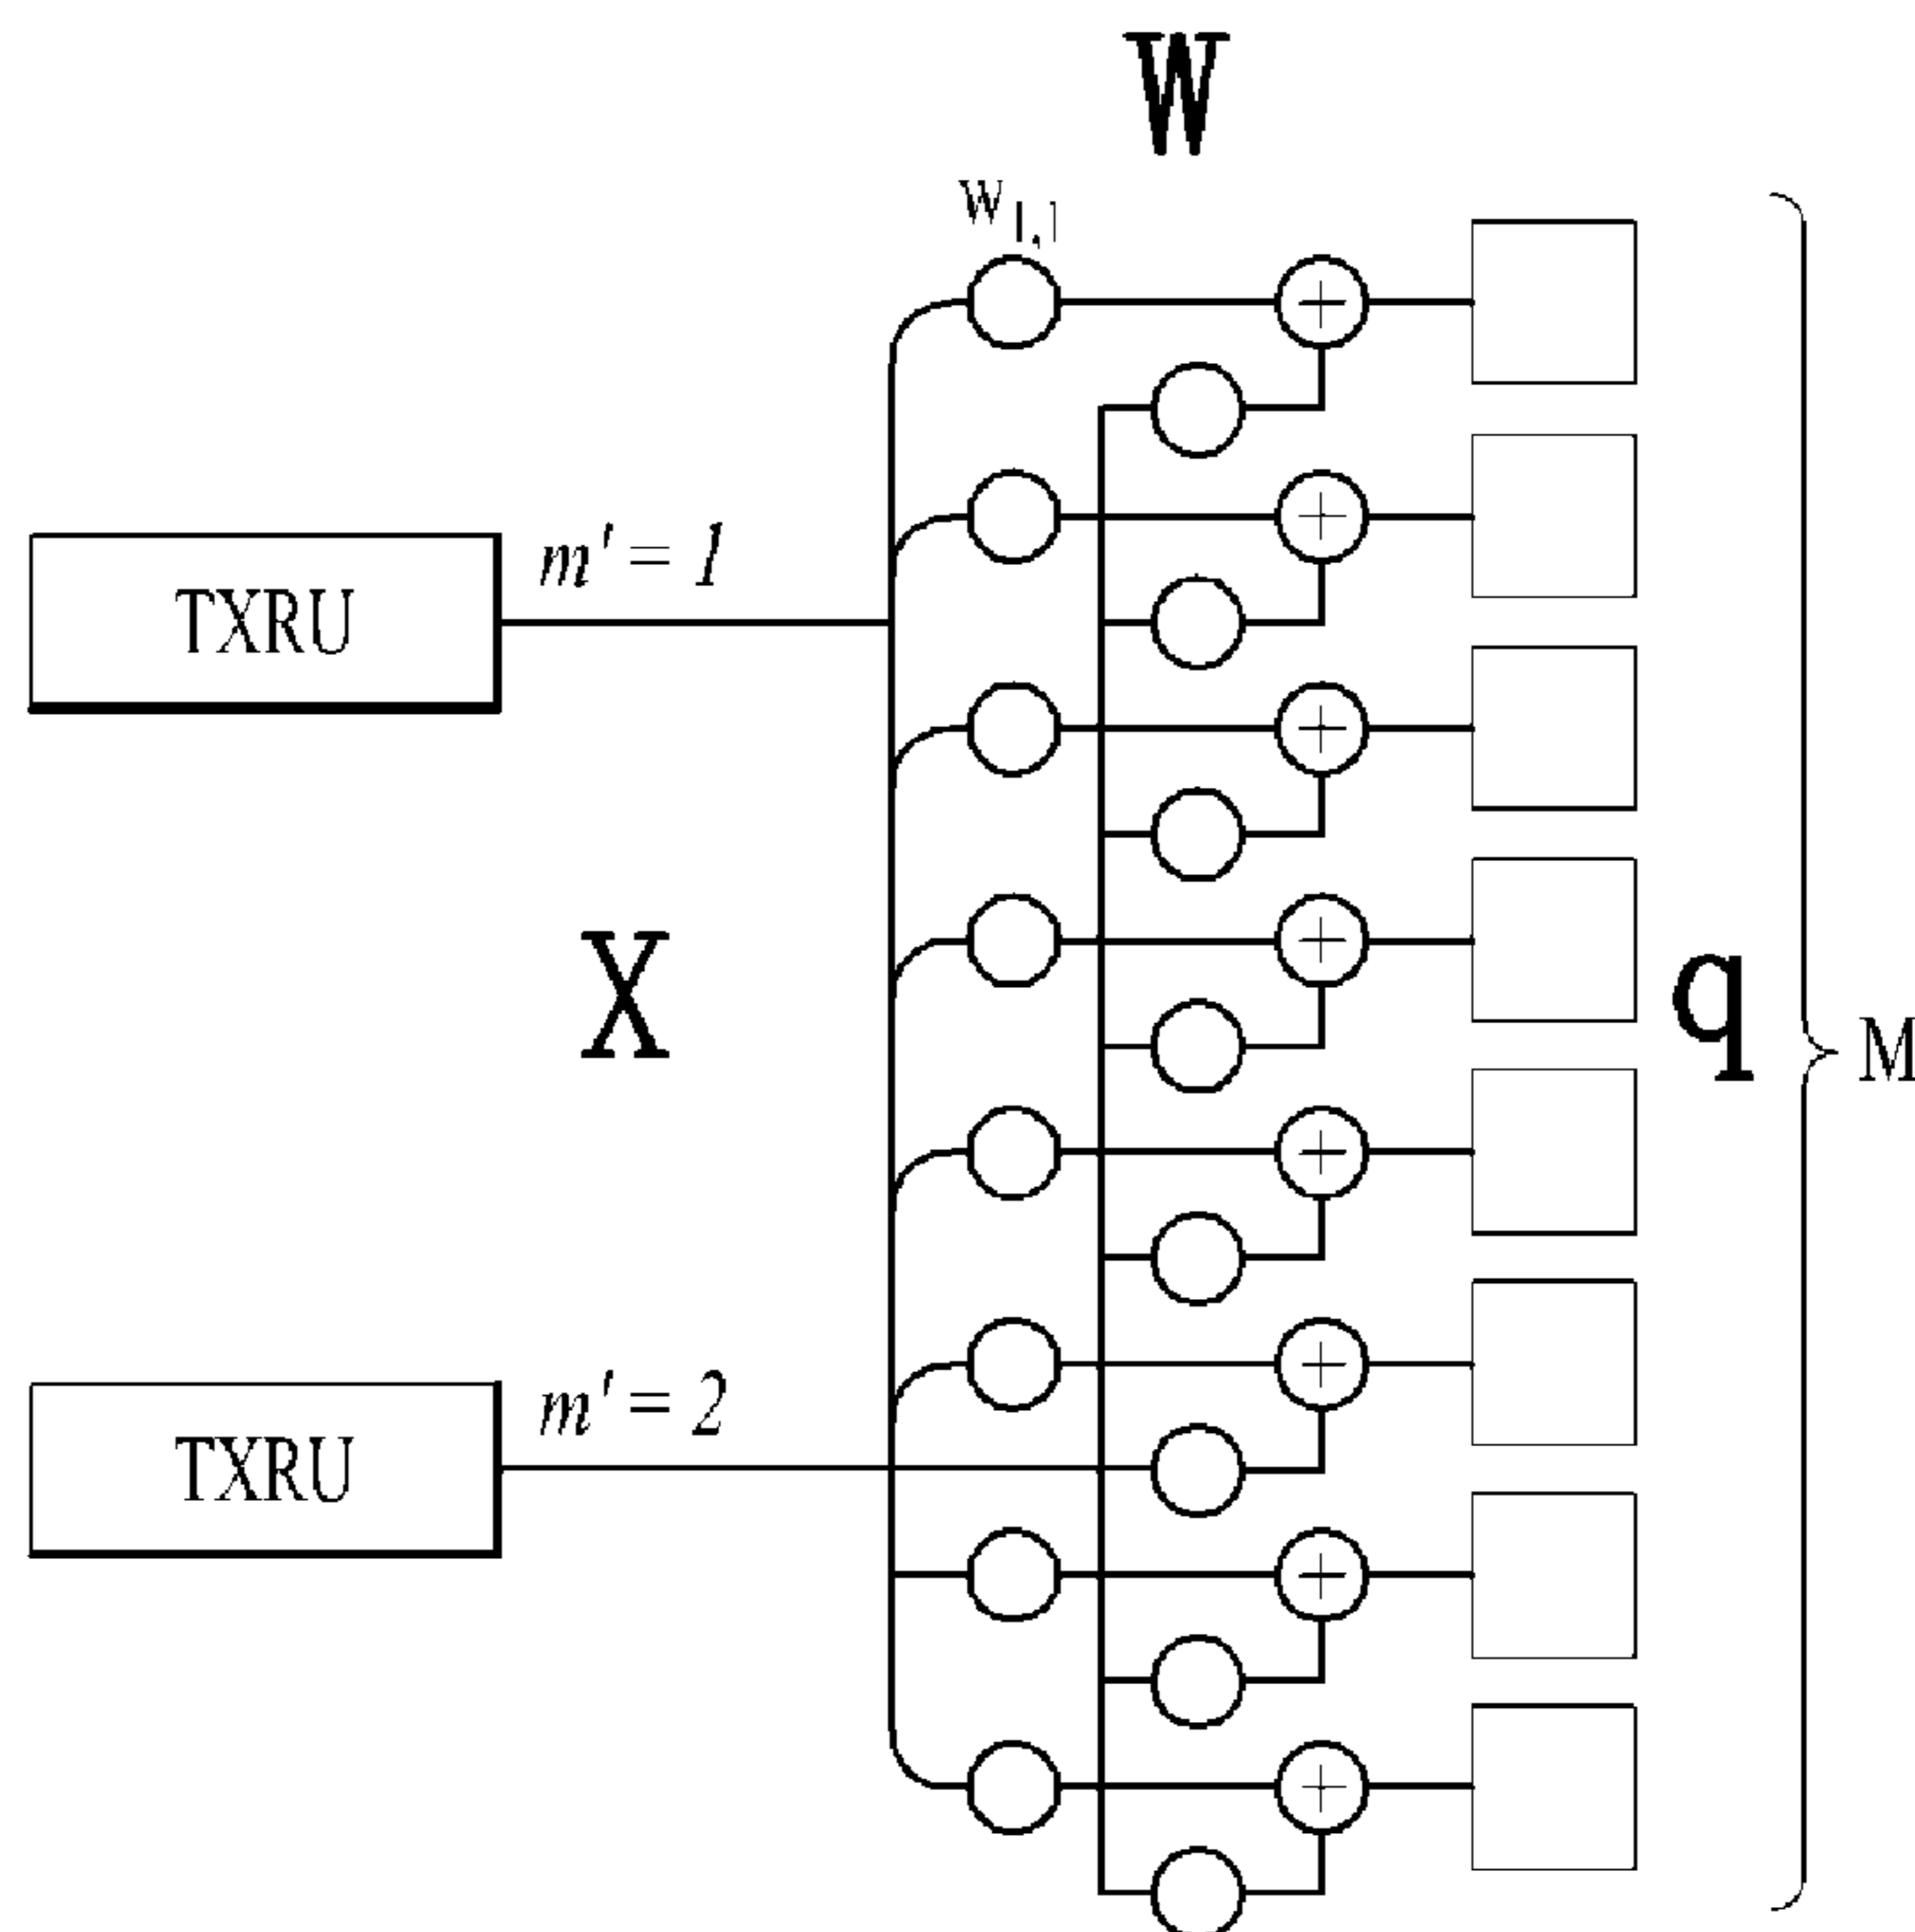 W
w1,1
m' = 1
TXRU
X
q
M
m' = 2
TXRU